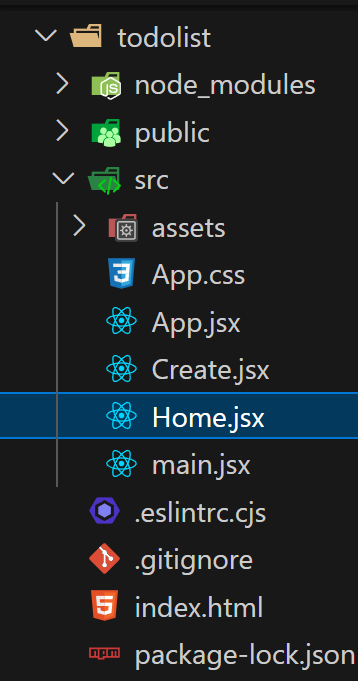 todolist
node_modules
public
src
assets
App.css
App.jsx
Create.jsx
Home.jsx
main.jsx
.eslintrc.cjs
.gitignore
index.html
package-lock.json